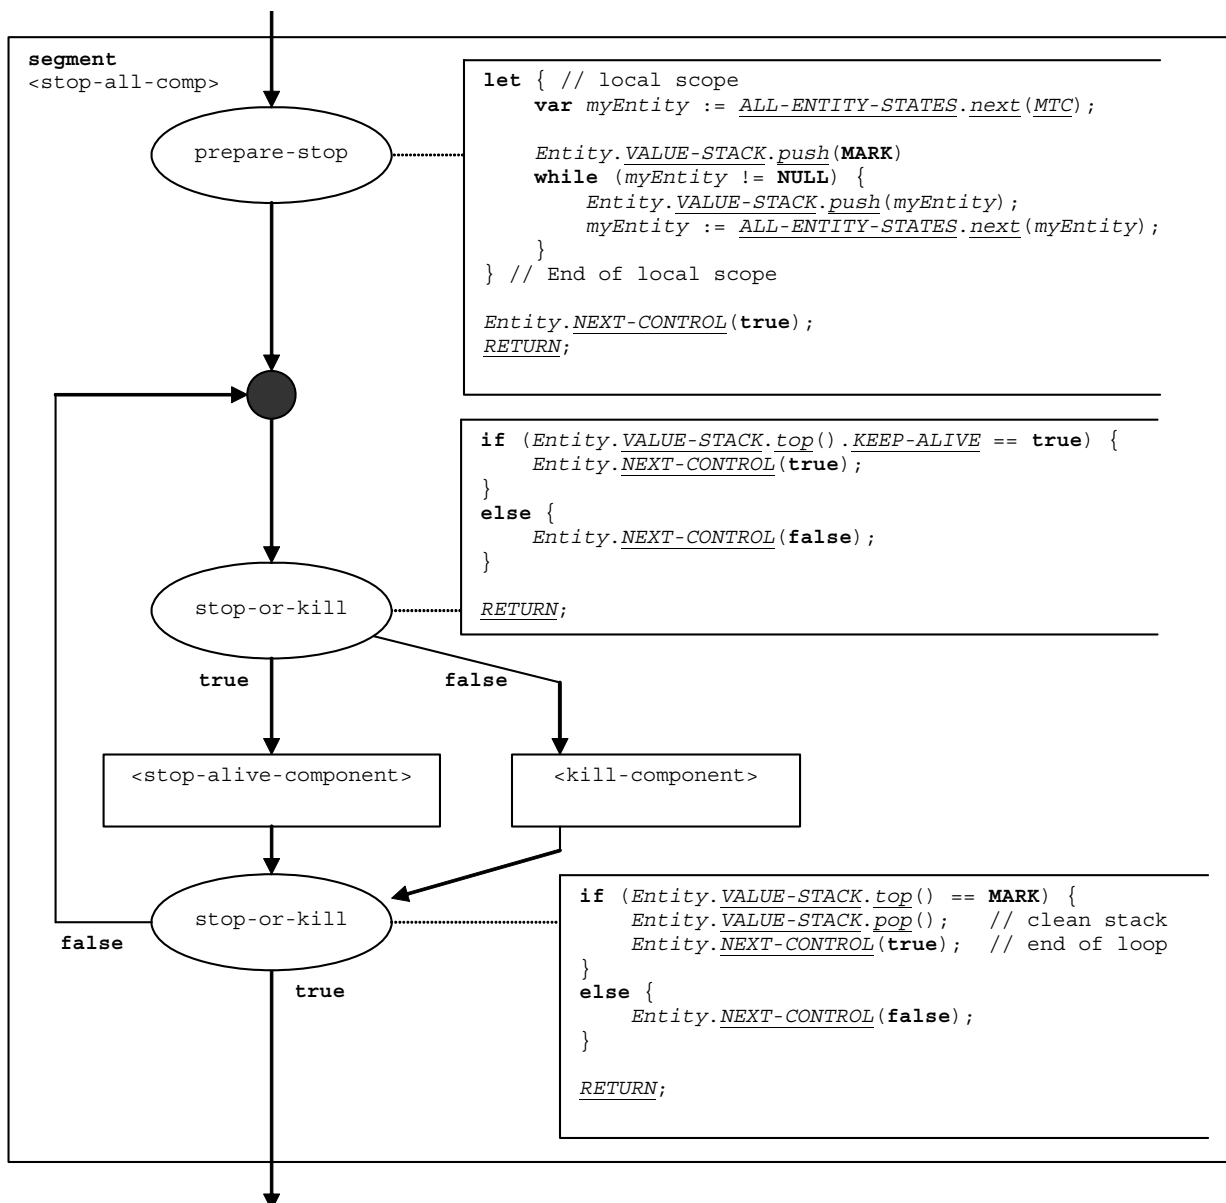 segment
<stop-all-comp>
prepare-stop
let { // local scope
    var myEntity := ALL-ENTITY-STATES.next(MTC);
    Entity.VALUE-STACK.push(MARK)
    while (myEntity != NULL) {
        Entity.VALUE-STACK.push(myEntity);
        myEntity := ALL-ENTITY-STATES.next(myEntity);
    }
} // End of local scope
Entity.NEXT-CONTROL(true);
RETURN;
if (Entity.VALUE-STACK.top().KEEP-ALIVE == true) {
    Entity.NEXT-CONTROL(true);
}
else {
    Entity.NEXT-CONTROL(false);
}
RETURN;
stop-or-kill
true
false
<stop-alive-component>
<kill-component>
stop-or-kill
false
true
if (Entity.VALUE-STACK.top() == MARK) {
    Entity.VALUE-STACK.pop();   // clean stack
    Entity.NEXT-CONTROL(true);  // end of loop
}
else {
    Entity.NEXT-CONTROL(false);
}
RETURN;